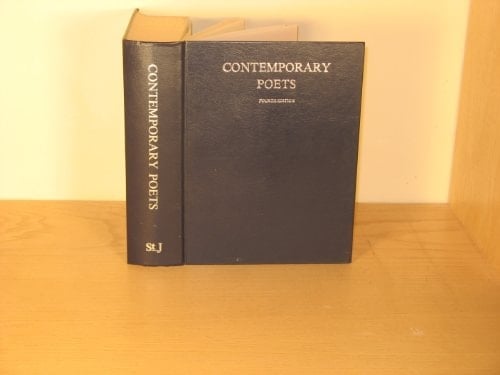 CONTEMPORARY POETS
St.J
CONTEMPORARY
POETS
FOURTH EDITION